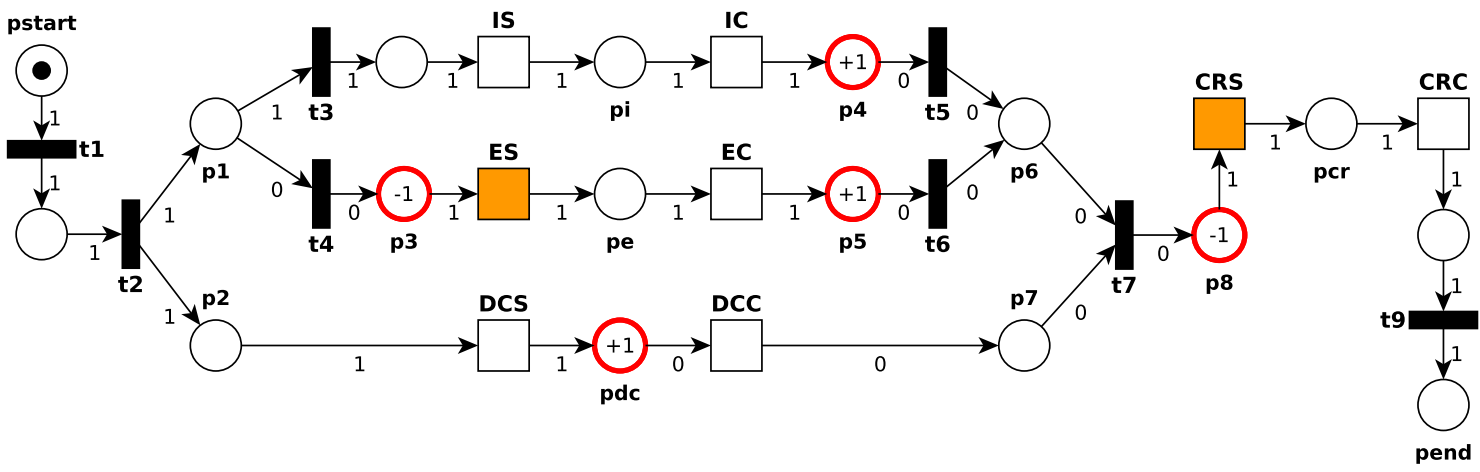 pstart
1
t1
1
1
t2
1
1
p1
1
0
t3
1
1
IS
1
pi
1
IC
1
+1
p4
0
t5
0
t4
0
-1
p3
1
ES
1
pe
1
EC
1
+1
p5
0
t6
0
p2
1
DCS
1
+1
pdc
0
DCC
0
p6
0
p7
0
t7
0
-1
p8
1
CRS
1
pcr
1
CRC
1
1
t9
1
pend